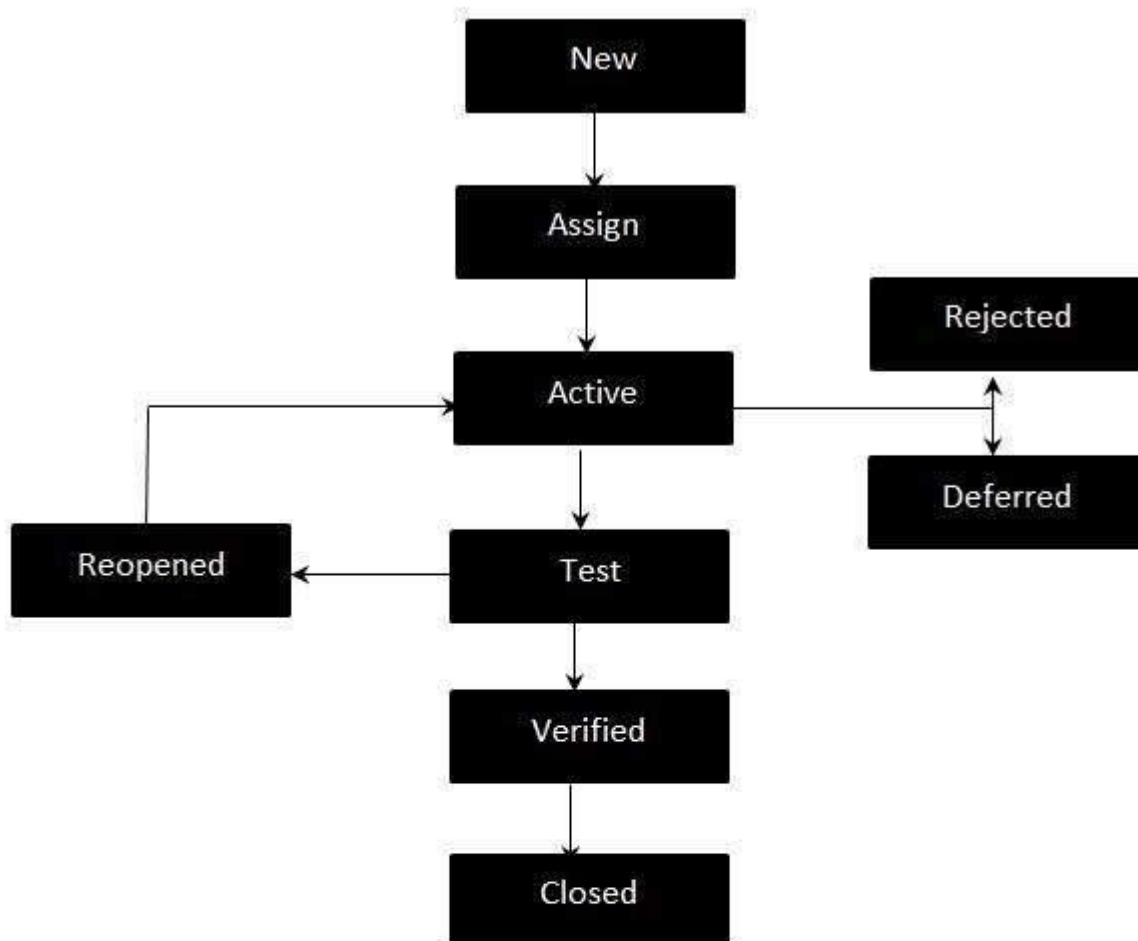 New
Assign
Rejected
Active
Deferred
Reopened
Test
Verified
Closed